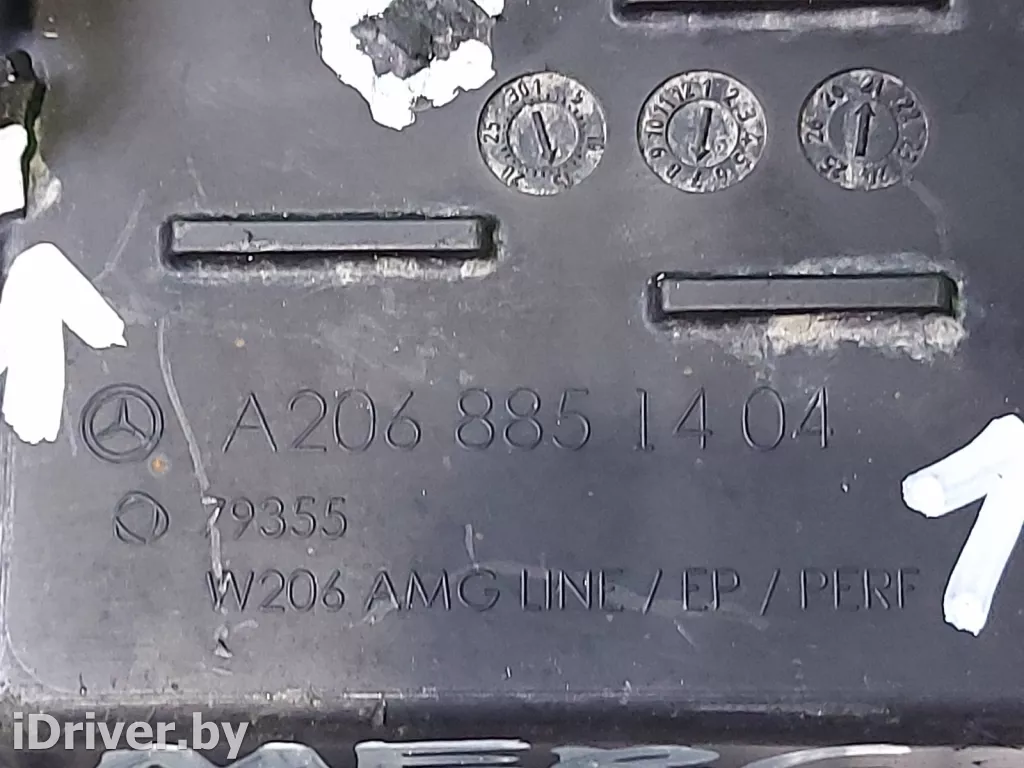 A206 885 14 04
79355
W206 AMG LINE / EP / PERF
iDriver.by